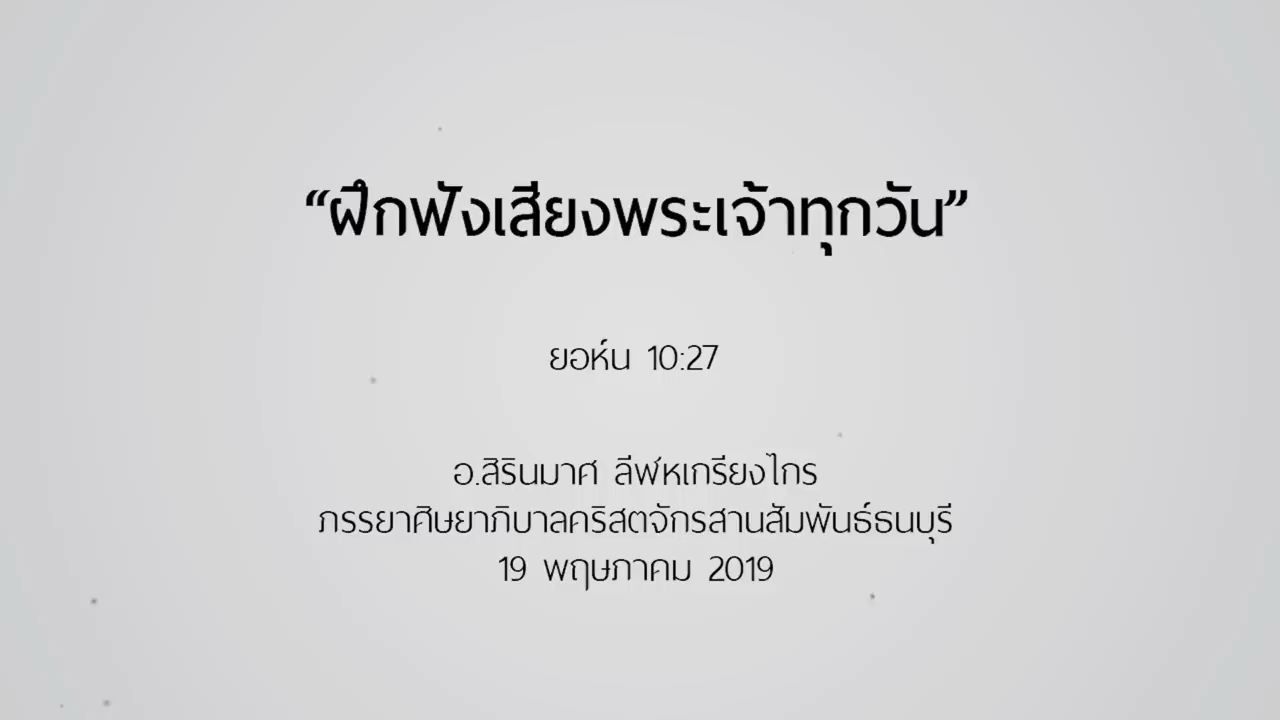 “ฝึกฟังเสียงพระเจ้าทุกวัน”
ยอห์น 10:27
อ.สิรินมาศ ลีฬหเกรียงไกร
ภรรยาศิษยาภิบาลคริสตจักรสานสัมพันธ์ธนบุรี
19 พฤษภาคม 2019